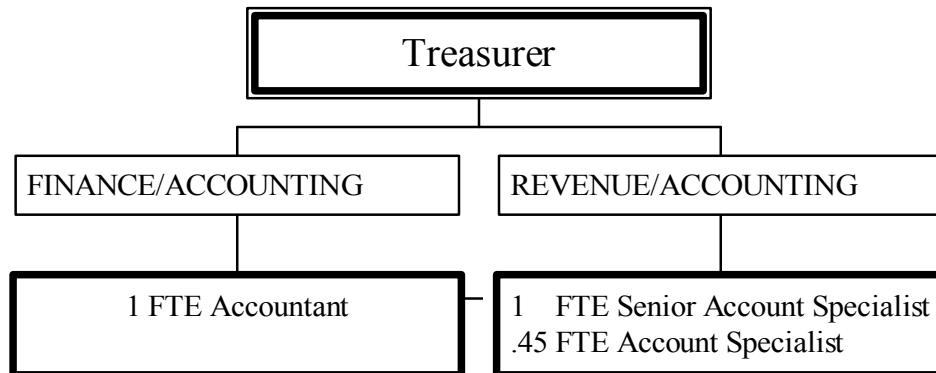 Treasurer
FINANCE/ACCOUNTING
REVENUE/ACCOUNTING
1 FTE Accountant
1 FTE Senior Account Specialist
.45 FTE Account Specialist